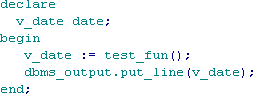 declare
  v_date date;
begin
   v_date := test_fun();
   dbms_output.put_line(v_date);
end;